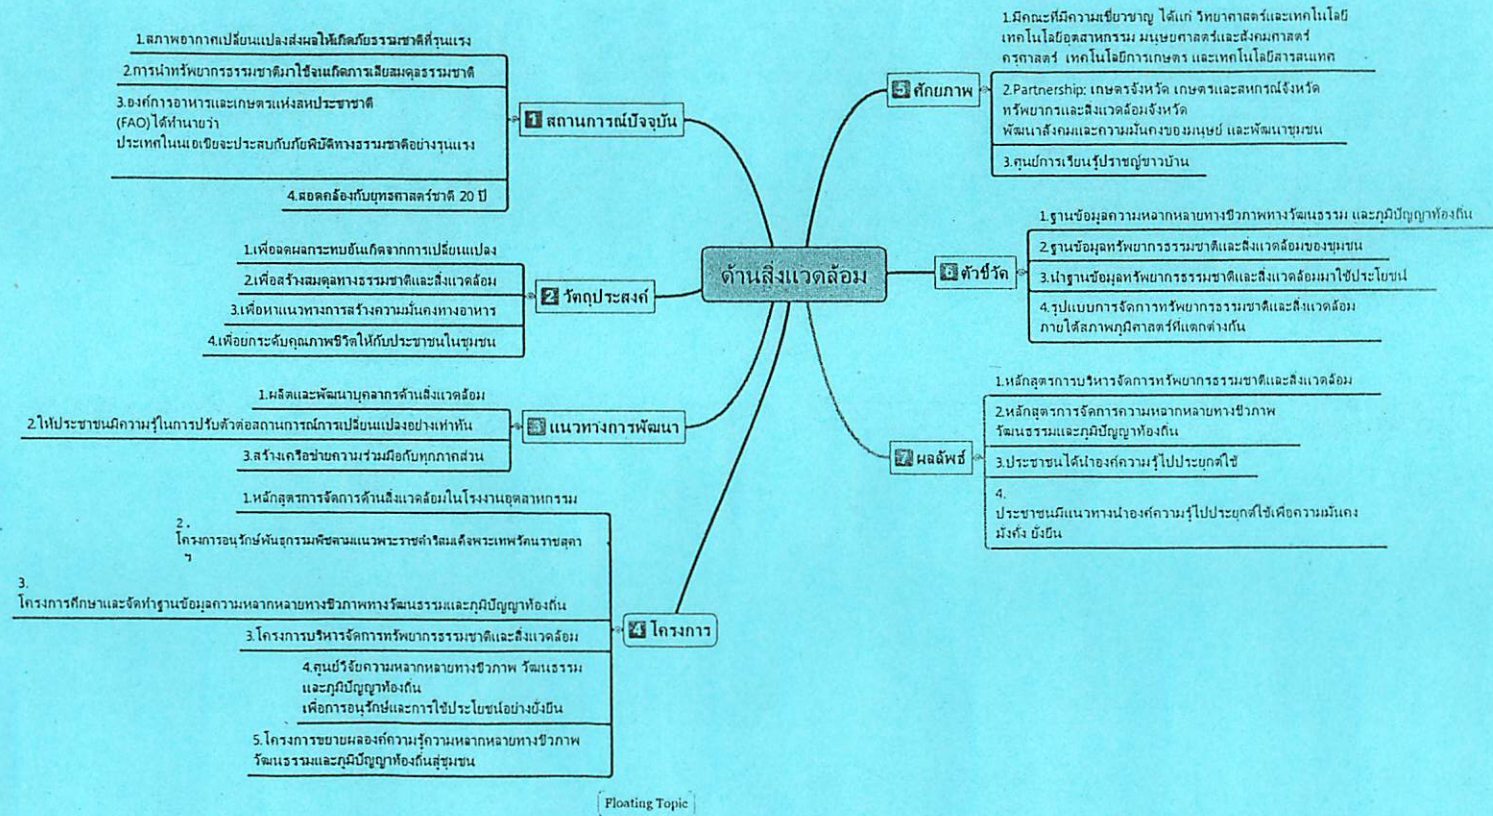 ด้านสิ่งแวดล้อม
1 สถานการณ์ปัจจุบัน
1.สภาพอากาศเปลี่ยนแปลงส่งผลให้เกิดภัยธรรมชาติที่รุนแรง
2.การนำทรัพยากรธรรมชาติมาใช้จนเกิดการเสียสมดุลธรรมชาติ
3.องค์การอาหารและเกษตรแห่งสหประชาชาติ
(FAO) ได้ทำนายว่า
ประเทศในเอเชียจะประสบกับภัยพิบัติทางธรรมชาติอย่างรุนแรง
4.สอดคล้องกับยุทธศาสตร์ชาติ 20 ปี
2 วัตถุประสงค์
1.เพื่อลดผลกระทบอันเกิดจากการเปลี่ยนแปลง
2.เพื่อสร้างสมดุลทางธรรมชาติและสิ่งแวดล้อม
3.เพื่อหาแนวทางการสร้างความมั่นคงทางอาหาร
4.เพื่อยกระดับคุณภาพชีวิตให้กับประชาชนในชุมชน
3 แนวทางการพัฒนา
1.ผลิตและพัฒนาบุคลากรด้านสิ่งแวดล้อม
2.ให้ประชาชนมีความรู้ในการปรับตัวต่อสถานการณ์การเปลี่ยนแปลงอย่างเท่าทัน
3.สร้างเครือข่ายความร่วมมือกับทุกภาคส่วน
4 โครงการ
1.หลักสูตรการจัดการด้านสิ่งแวดล้อมในโรงงานอุตสาหกรรม
2.
โครงการอนุรักษ์พันธุกรรมพืชตามแนวพระราชดำริสมเด็จพระเทพรัตนราชสุดา
ฯ
3.
โครงการศึกษาและจัดทำฐานข้อมูลความหลากหลายทางชีวภาพทางวัฒนธรรมและภูมิปัญญาท้องถิ่น
3.โครงการบริหารจัดการทรัพยากรธรรมชาติและสิ่งแวดล้อม
4.ศูนย์วิจัยความหลากหลายทางชีวภาพ วัฒนธรรม
และภูมิปัญญาท้องถิ่น
เพื่อการอนุรักษ์และการใช้ประโยชน์อย่างยั่งยืน
5.โครงการขยายผลองค์ความรู้ความหลากหลายทางชีวภาพ
วัฒนธรรมและภูมิปัญญาท้องถิ่นสู่ชุมชน
5 ศักยภาพ
1.มีคณะที่มีความเชี่ยวชาญ ได้แก่ วิทยาศาสตร์และเทคโนโลยี
เทคโนโลยีอุตสาหกรรม มนุษยศาสตร์และสังคมศาสตร์
ครุศาสตร์ เทคโนโลยีการเกษตร และเทคโนโลยีสารสนเทศ
2.Partnership: เกษตรจังหวัด เกษตรและสหกรณ์จังหวัด
ทรัพยากรและสิ่งแวดล้อมจังหวัด
พัฒนาสังคมและความมั่นคงของมนุษย์ และพัฒนาชุมชน
3.ศูนย์การเรียนรู้ปราชญ์ชาวบ้าน
6 ตัวชี้วัด
1.ฐานข้อมูลความหลากหลายทางชีวภาพทางวัฒนธรรม และภูมิปัญญาท้องถิ่น
2.ฐานข้อมูลทรัพยากรธรรมชาติและสิ่งแวดล้อมของชุมชน
3.นำฐานข้อมูลทรัพยากรธรรมชาติและสิ่งแวดล้อมมาใช้ประโยชน์
4.รูปแบบการจัดการทรัพยากรธรรมชาติและสิ่งแวดล้อม
ภายใต้สภาพภูมิศาสตร์ที่แตกต่างกัน
7 ผลลัพธ์
1.หลักสูตรการบริหารจัดการทรัพยากรธรรมชาติและสิ่งแวดล้อม
2.หลักสูตรการจัดการความหลากหลายทางชีวภาพ
วัฒนธรรมและภูมิปัญญาท้องถิ่น
3.ประชาชนได้นำองค์ความรู้ไปประยุกต์ใช้
4.
ประชาชนมีแนวทางนำองค์ความรู้ไปประยุกต์ใช้เพื่อความมั่นคง
มั่งคั่ง ยั่งยืน
Floating Topic